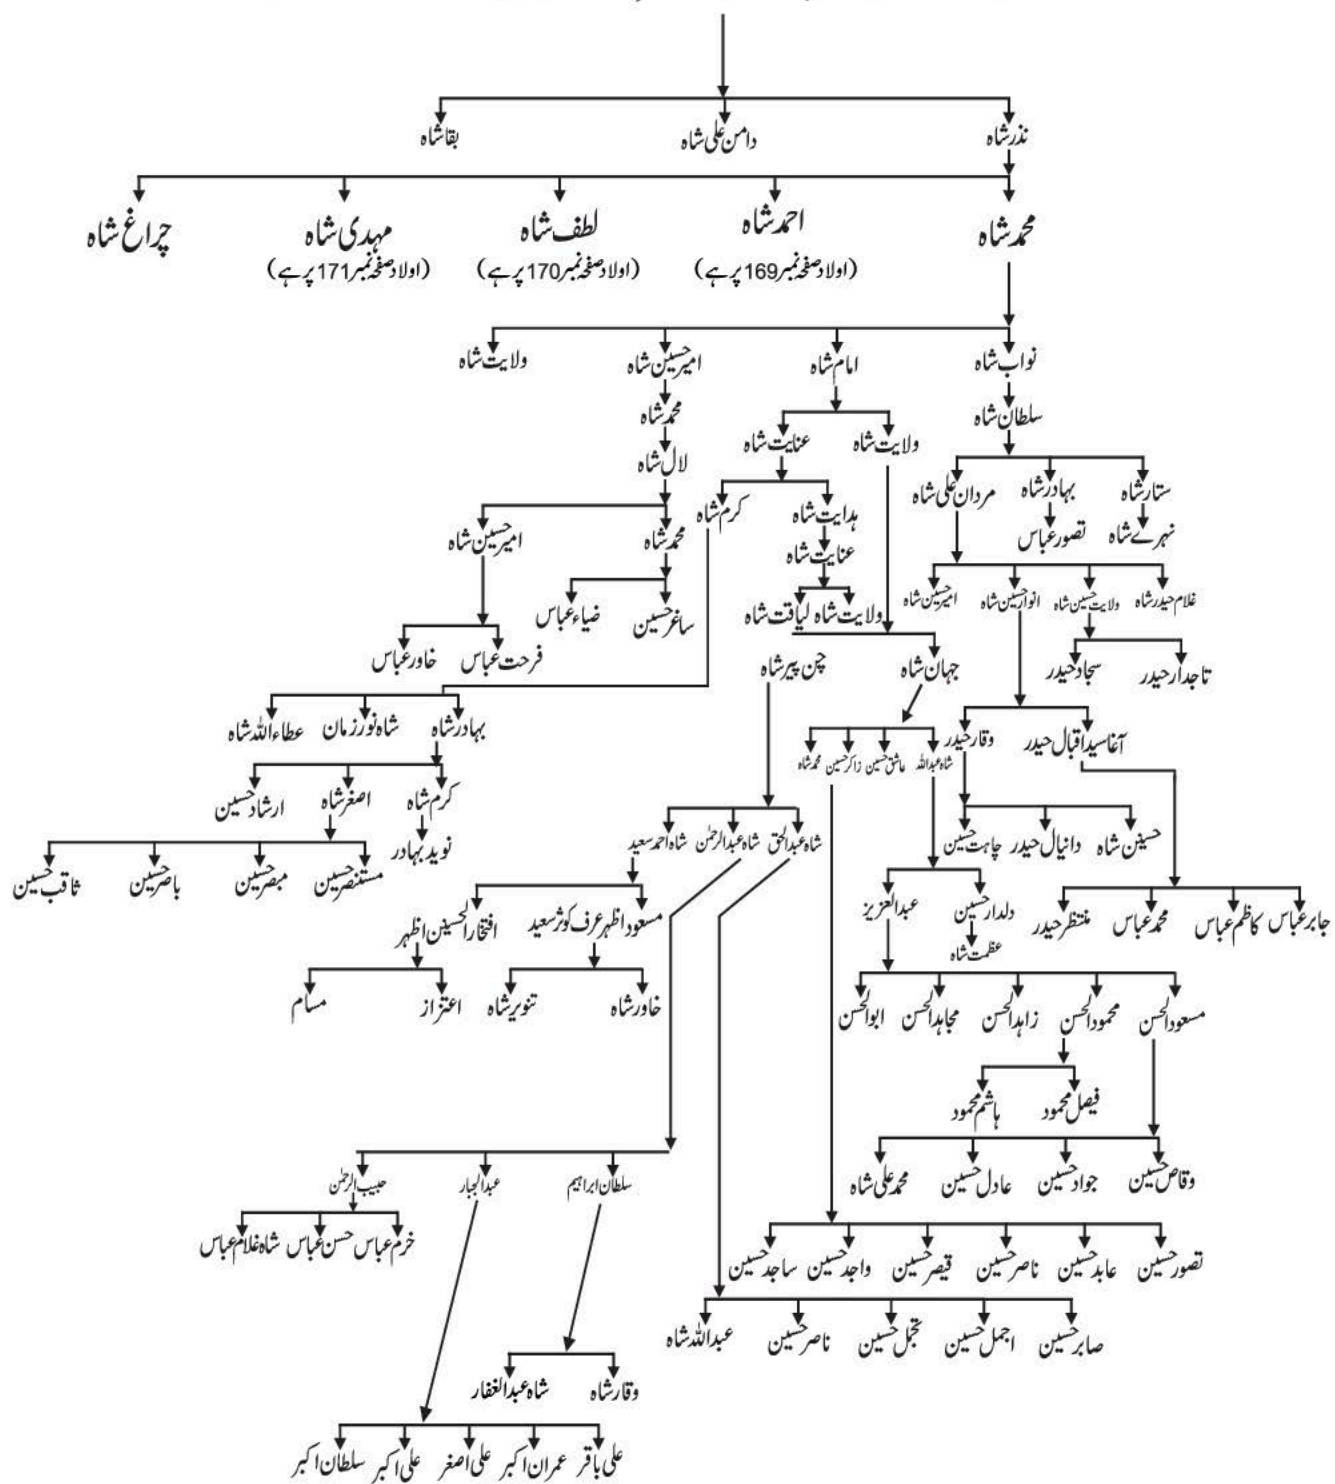 نذر شاہ دامن علی شاہ بقا شاہ
محمد شاہ احمد شاہ لطف شاہ مہدی شاہ چراغ شاہ
(اولاد صفحہ نمبر 169 پر ہے) (اولاد صفحہ نمبر 170 پر ہے) (اولاد صفحہ نمبر 171 پر ہے)
نواب شاہ امام شاہ امیر حسین شاہ ولایت شاہ
سلطان شاہ محمد شاہ
ولایت شاہ عنایت شاہ لال شاہ
ستار شاہ بہادر شاہ مردان علی شاہ ہدایت شاہ کرم شاہ
نہرے شاہ تصور عباس عنایت شاہ محمد شاہ امیر حسین شاہ
غلام حیدر شاہ ولایت حسین شاہ انوار حسین شاہ امیر حسین شاہ ولایت شاہ لیاقت شاہ ساغر حسین ضیاء عباس
تاجدار حیدر سجاد حیدر جہان شاہ چن پیر شاہ فرحت عباس خاور عباس
آغا سید اقبال حیدر وقار حیدر بہادر شاہ شاہ نور زمان عطاء اللہ شاہ
شاہ عبداللہ عاشق حسین زاکر حسین محمد شاہ
کرم شاہ اصغر شاہ ارشاد حسین
حسنین شاہ دانیال حیدر چاہت حسین شاہ عبدالحق شاہ عبدالرحمٰن شاہ احمد سعید نوید بہادر
مستنصر حسین مبصر حسین باصر حسین ثاقب حسین
جابر عباس کاظم عباس محمد عباس منتظر حیدر دلدار حسین عبدالعزیز مسعود اظہر عرف کوثر سعید افتخار الحسنین اظہر
عظمت شاہ
مسعود الحسن محمود الحسن زاہد الحسن مجاہد الحسن ابوالحسن خاور شاہ تنویر شاہ اعتزاز مسام
فیصل محمود ہاشم محمود
وقاص حسین جواد حسین عادل حسین محمد علی شاہ سلطان ابراہیم عبدالجبار حبیب الرحمٰن
خرم عباس حسن عباس شاہ غلام عباس
تصور حسین عابد حسین ناصر حسین قیصر حسین واجد حسین ساجد حسین
صابر حسین اجمل حسین تجمل حسین ناصر حسین عبداللہ شاہ
وقار شاہ شاہ عبدالغفار
علی باقر عمران اکبر علی اصغر علی اکبر سلطان اکبر